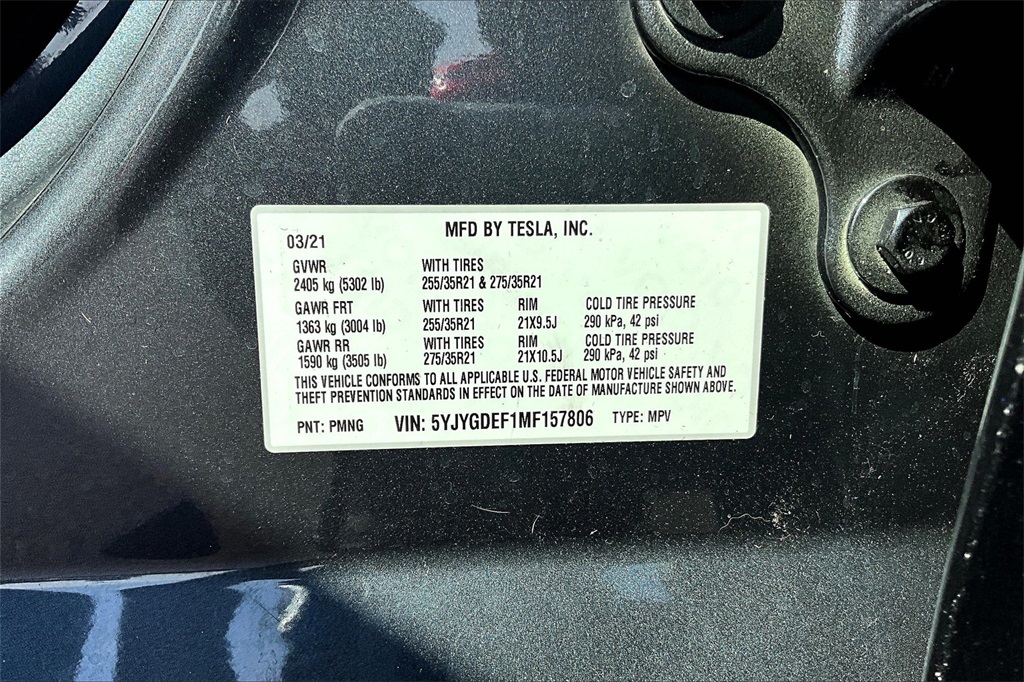 MFD BY TESLA, INC.
03/21
GVWR WITH TIRES
2405 kg (5302 lb) 255/35R21 & 275/35R21
GAWR FRT WITH TIRES RIM COLD TIRE PRESSURE
1363 kg (3004 lb) 255/35R21 21X9.5J 290 kPa, 42 psi
GAWR RR WITH TIRES RIM COLD TIRE PRESSURE
1590 kg (3505 lb) 275/35R21 21X10.5J 290 kPa, 42 psi
THIS VEHICLE CONFORMS TO ALL APPLICABLE U.S. FEDERAL MOTOR VEHICLE SAFETY AND
THEFT PREVENTION STANDARDS IN EFFECT ON THE DATE OF MANUFACTURE SHOWN ABOVE.
PNT: PMNG VIN: 5YJYGDEF1MF157806 TYPE: MPV